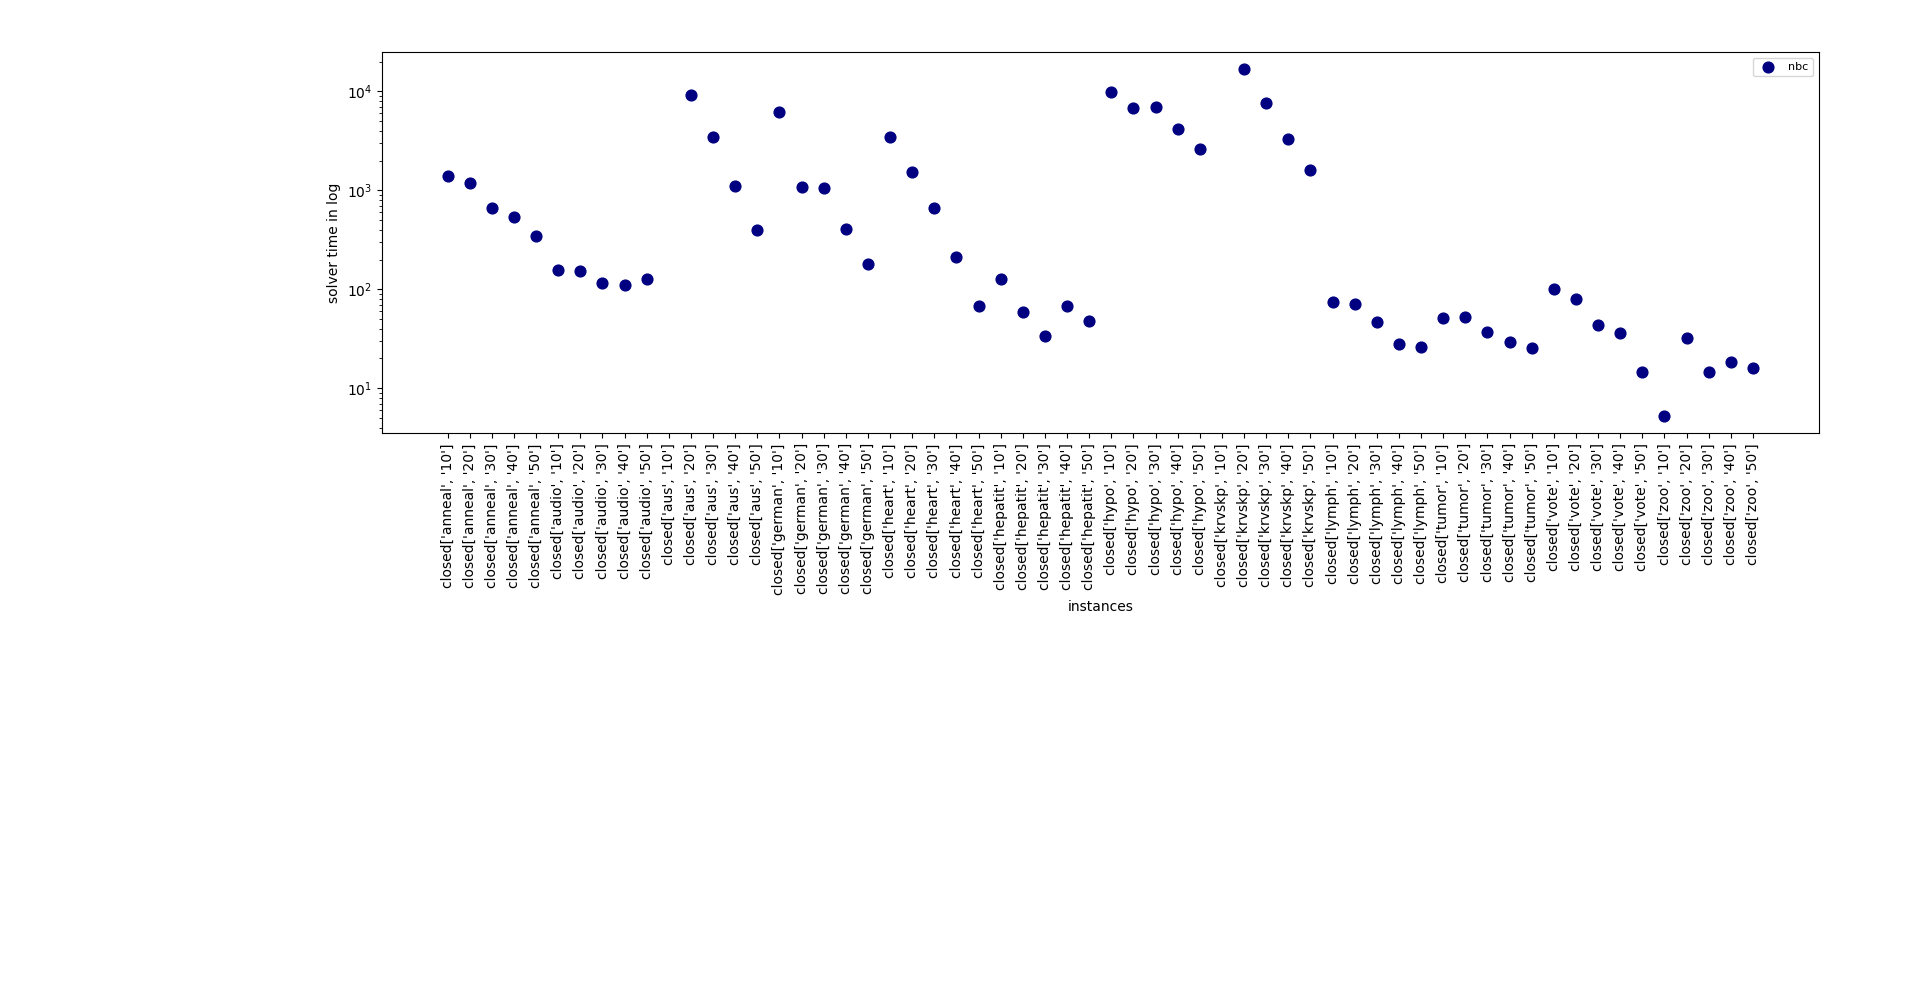 nbc
10⁴
10³
10²
10¹
solver time in log
closed['anneal', '10']
closed['anneal', '20']
closed['anneal', '30']
closed['anneal', '40']
closed['anneal', '50']
closed['audio', '10']
closed['audio', '20']
closed['audio', '30']
closed['audio', '40']
closed['audio', '50']
closed['aus', '10']
closed['aus', '20']
closed['aus', '30']
closed['aus', '40']
closed['aus', '50']
closed['german', '10']
closed['german', '20']
closed['german', '30']
closed['german', '40']
closed['german', '50']
closed['heart', '10']
closed['heart', '20']
closed['heart', '30']
closed['heart', '40']
closed['heart', '50']
closed['hepatit', '10']
closed['hepatit', '20']
closed['hepatit', '30']
closed['hepatit', '40']
closed['hepatit', '50']
closed['hypo', '10']
closed['hypo', '20']
closed['hypo', '30']
closed['hypo', '40']
closed['hypo', '50']
closed['krvskp', '10']
closed['krvskp', '20']
closed['krvskp', '30']
closed['krvskp', '40']
closed['krvskp', '50']
closed['lymph', '10']
closed['lymph', '20']
closed['lymph', '30']
closed['lymph', '40']
closed['lymph', '50']
closed['tumor', '10']
closed['tumor', '20']
closed['tumor', '30']
closed['tumor', '40']
closed['tumor', '50']
closed['vote', '10']
closed['vote', '20']
closed['vote', '30']
closed['vote', '40']
closed['vote', '50']
closed['zoo', '10']
closed['zoo', '20']
closed['zoo', '30']
closed['zoo', '40']
closed['zoo', '50']
instances